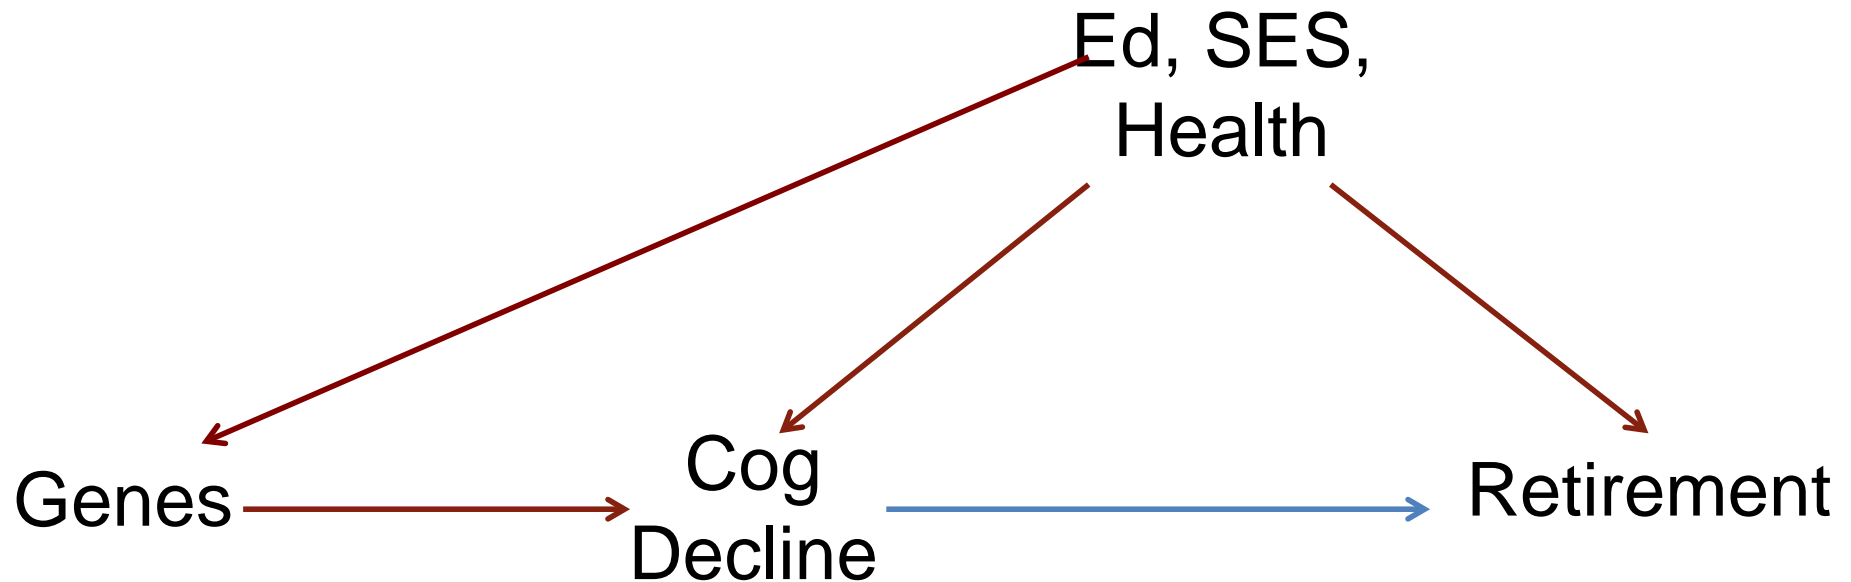 Ed, SES,
Health
Genes
Cog
Decline
Retirement